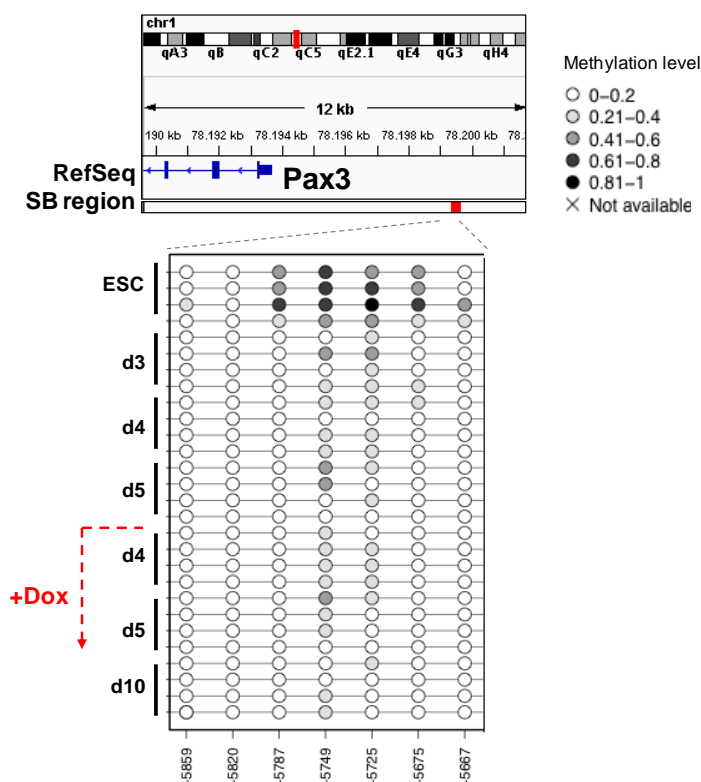 chr1
qA3 qB qC2 qC5 qE2.1 qE4 qG3 qH4
12 kb
190 kb 78.192 kb 78.194 kb 78.196 kb 78.198 kb 78.200 kb 78.
RefSeq
Pax3
SB region
Methylation level
0–0.2
0.21–0.4
0.41–0.6
0.61–0.8
0.81–1
Not available
ESC
d3
d4
d5
+Dox
d4
d5
d10
-5859
-5820
-5787
-5749
-5725
-5675
-5667